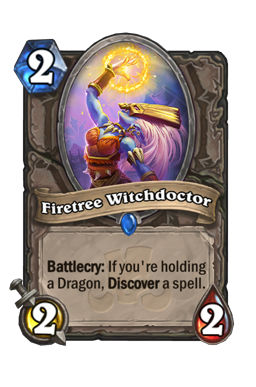 2
Firetree Witchdoctor
Battlecry: If you're holding
a Dragon, Discover a spell.
2
2